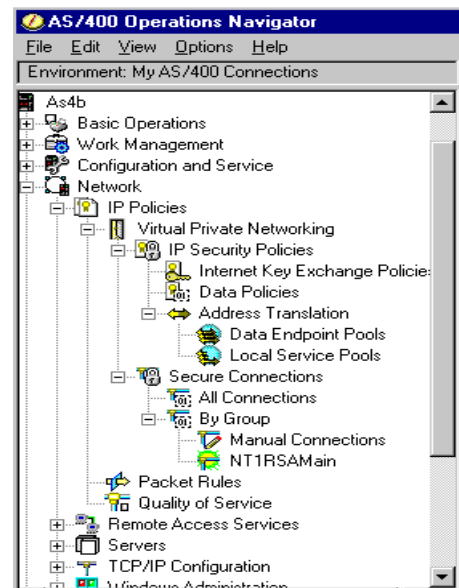 AS/400 Operations Navigator
File Edit View Options Help
Environment: My AS/400 Connections
As4b
Basic Operations
Work Management
Configuration and Service
Network
IP Policies
Virtual Private Networking
IP Security Policies
Internet Key Exchange Policie
Data Policies
Address Translation
Data Endpoint Pools
Local Service Pools
Secure Connections
All Connections
By Group
Manual Connections
NT1RSAMain
Packet Rules
Quality of Service
Remote Access Services
Servers
TCP/IP Configuration
Windows Administration